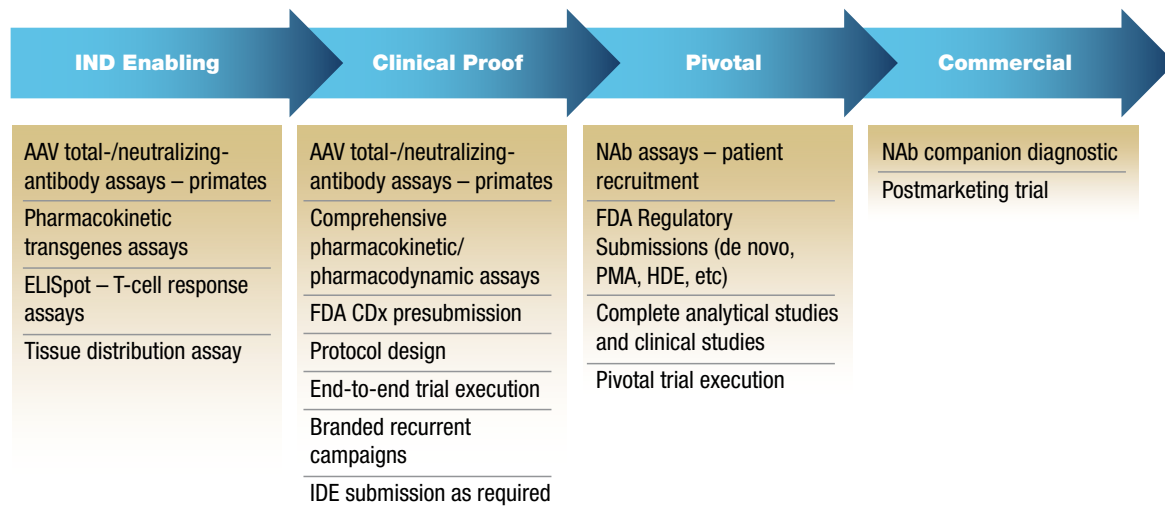 IND Enabling
Clinical Proof
Pivotal
Commercial
AAV total-/neutralizing-
antibody assays – primates
Pharmacokinetic
transgenes assays
ELISpot – T-cell response
assays
Tissue distribution assay
AAV total-/neutralizing-
antibody assays – primates
Comprehensive
pharmacokinetic/
pharmacodynamic assays
FDA CDx presubmission
Protocol design
End-to-end trial execution
Branded recurrent
campaigns
IDE submission as required
NAb assays – patient
recruitment
FDA Regulatory
Submissions (de novo,
PMA, HDE, etc)
Complete analytical studies
and clinical studies
Pivotal trial execution
NAb companion diagnostic
Postmarketing trial